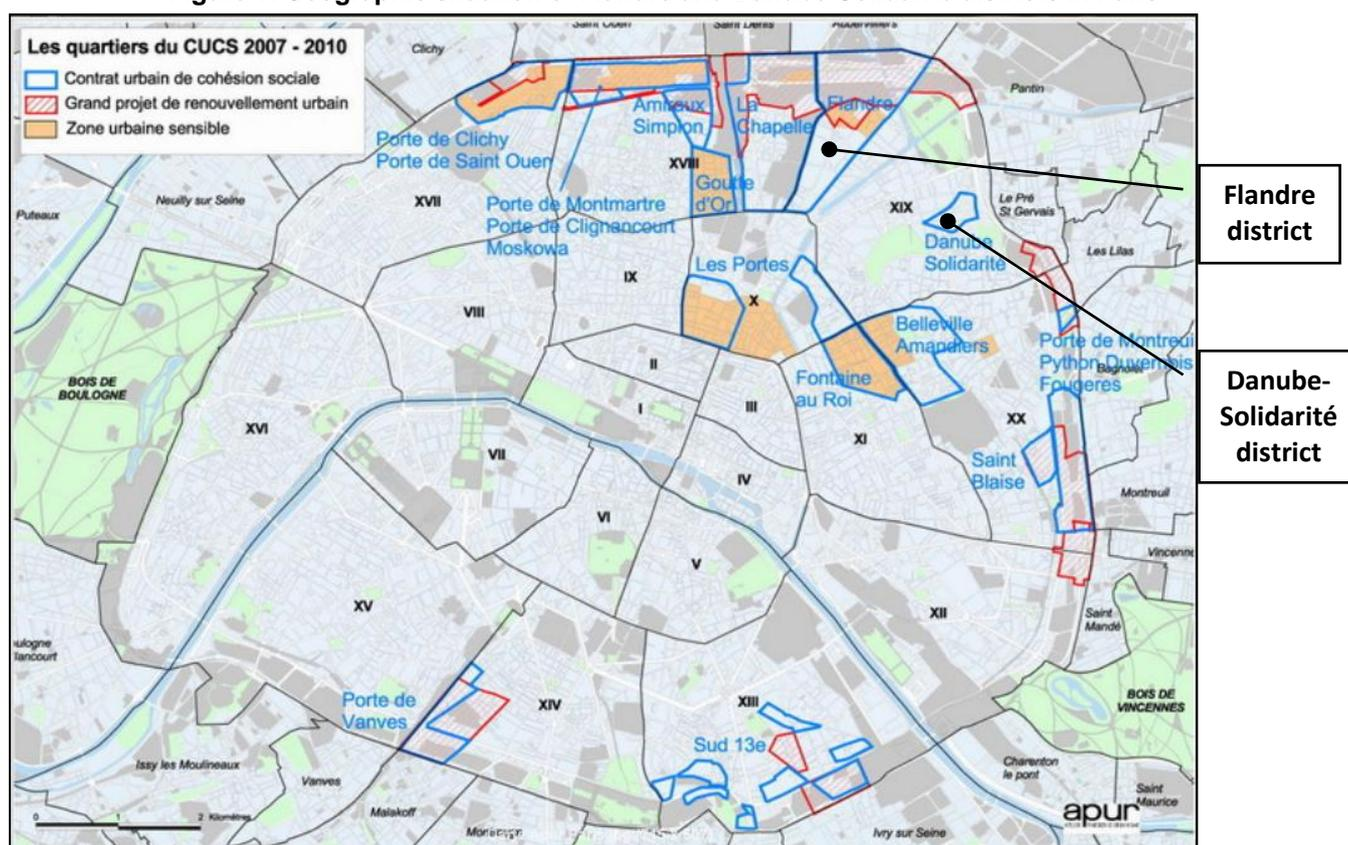 Les quartiers du CUCS 2007 - 2010
Contrat urbain de cohésion sociale
Grand projet de renouvellement urbain
Zone urbaine sensible
Clichy
Saint Ouen
Saint Denis
Aubervilliers
Pantin
Porte de Clichy
Porte de Saint Ouen
Amiraux
Simplon
La
Chapelle
Flandre
XVIII
Goutte
d'Or
Porte de Montmartre
Porte de Clignancourt
Moskowa
XVII
Neuilly sur Seine
Puteaux
XIX
Le Pré
St Gervais
Danube
Solidarité
Les Lilas
Flandre
district
Danube-
Solidarité
district
IX
Les Portes
X
VIII
Belleville
Amandiers
Porte de Montreui
Python-Duvernois
Fougeres
Bagnolet
II
Fontaine
au Roi
BOIS DE
BOULOGNE
I
III
XI
XX
XVI
VII
IV
Saint
Blaise
Montreuil
VI
V
Vincenne
XV
XII
Saint
Mandé
oulogne
lancourt
Porte de
Vanves
XIV
XIII
Sud 13e
BOIS DE
VINCENNES
Issy les Moulineaux
Vanves
Charenton
le pont
Saint
Maurice
Malakoff
0 1 2 Kilomètres
Ivry sur Seine
apur